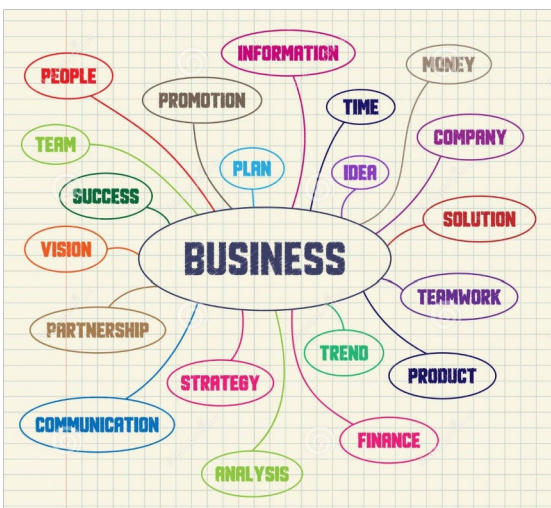 INFORMATION
MONEY
PEOPLE
PROMOTION
TIME
COMPANY
TEAM
PLAN
IDEA
SUCCESS
SOLUTION
VISION
BUSINESS
TEAMWORK
PARTNERSHIP
TREND
PRODUCT
STRATEGY
COMMUNICATION
FINANCE
ANALYSIS